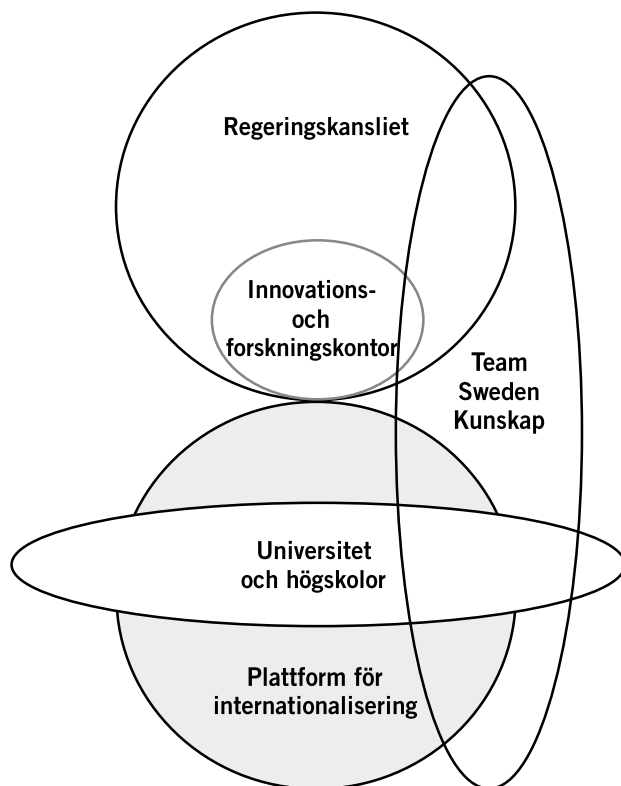 Regeringskansliet
Innovations-
och
forskningskontor
Team
Sweden
Kunskap
Universitet
och högskolor
Plattform för
internationalisering